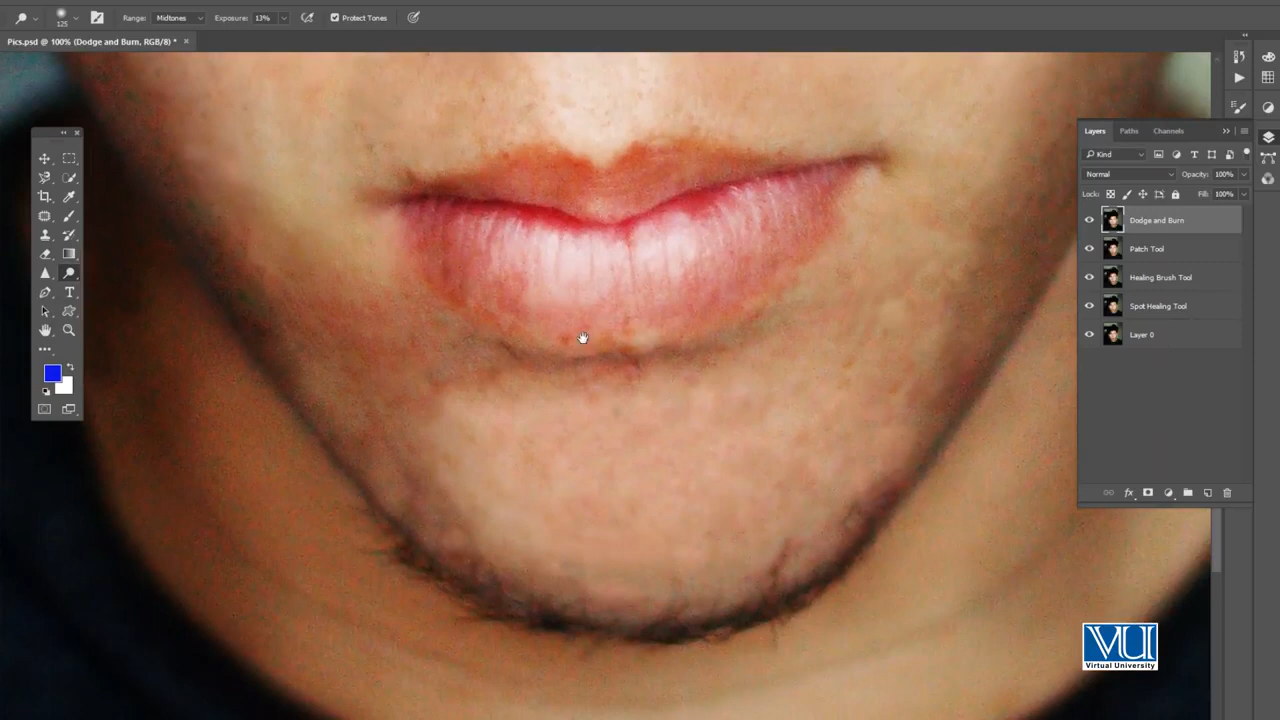 Range: Midtones Exposure: 13% Protect Tones
125
Pics.psd @ 100% (Dodge and Burn, RGB/8) * ×
Layers Paths Channels
Kind
Normal Opacity: 100%
Lock: Fill: 100%
Dodge and Burn
Patch Tool
Healing Brush Tool
Spot Healing Tool
Layer 0
fx
VU
Virtual University